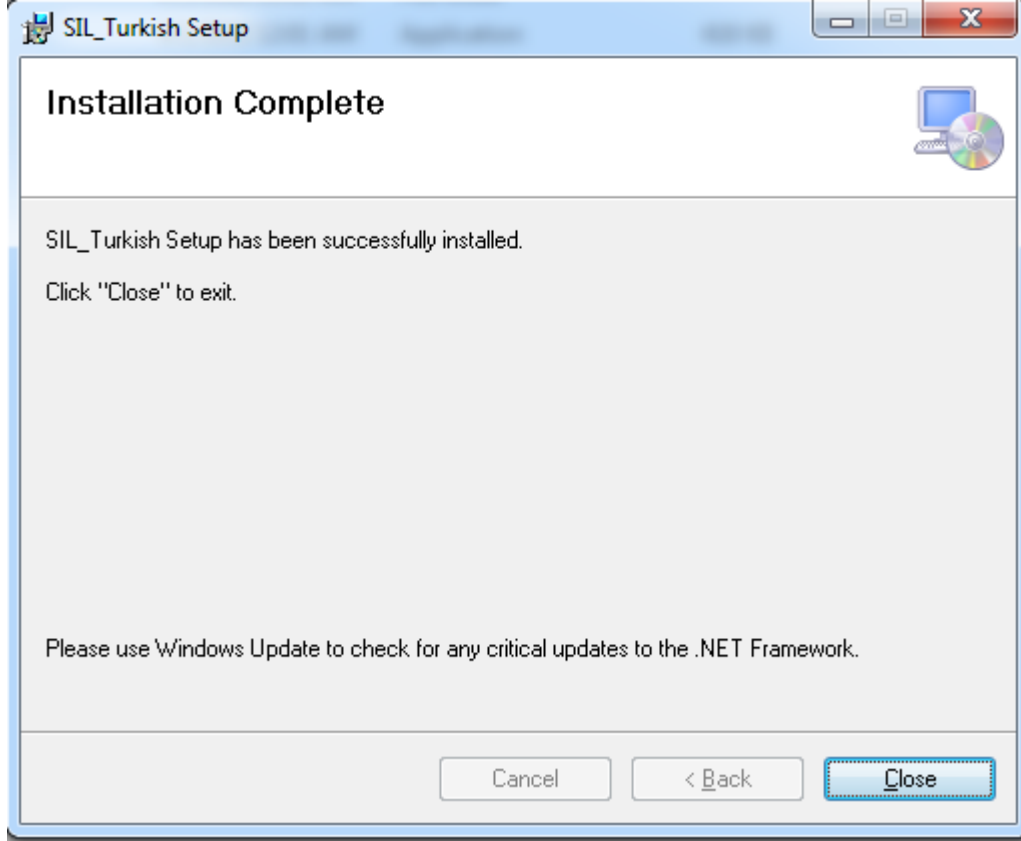 SIL_Turkish Setup
Installation Complete
SIL_Turkish Setup has been successfully installed.
Click "Close" to exit.
Please use Windows Update to check for any critical updates to the .NET Framework.
Cancel
< Back
Close